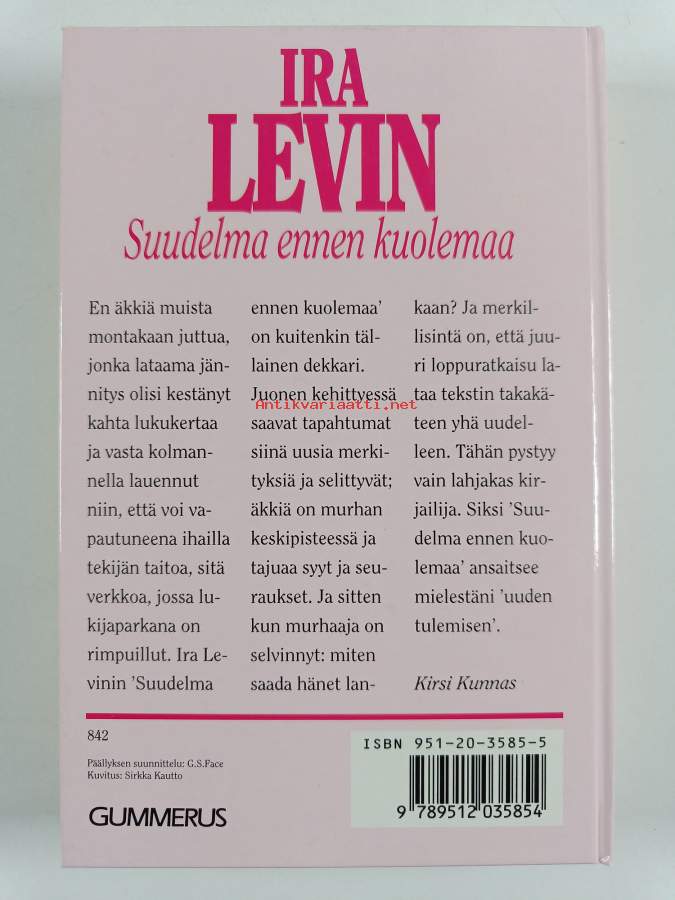 IRA
LEVIN
Suudelma ennen kuolemaa
En äkkiä muista
montakaan juttua,
jonka lataama jän-
nitys olisi kestänyt
kahta lukukertaa
ja vasta kolman-
nella lauennut
niin, että voi va-
pautuneena ihailla
tekijän taitoa, sitä
verkkoa, jossa lu-
kijaparkana on
rimpuillut. Ira Le-
vinin 'Suudelma
ennen kuolemaa'
on kuitenkin täl-
lainen dekkari.
Juonen kehittyessä
saavat tapahtumat
siinä uusia merki-
tyksiä ja selittyvät;
äkkiä on murhan
keskipisteessä ja
tajuaa syyt ja seu-
raukset. Ja sitten
kun murhaaja on
selvinnyt: miten
saada hänet lan-
kaan? Ja merkil-
lisintä on, että juu-
ri loppuratkaisu la-
taa tekstin takakä-
teen yhä uudel-
leen. Tähän pystyy
vain lahjakas kir-
jailija. Siksi 'Suu-
delma ennen kuo-
lemaa' ansaitsee
mielestäni 'uuden
tulemisen'.
Kirsi Kunnas
Antikvariaatti.net
842
Päällyksen suunnittelu: G.S.Face
Kuvitus: Sirkka Kautto
GUMMERUS
ISBN 951-20-3585-5
9 789512 035854